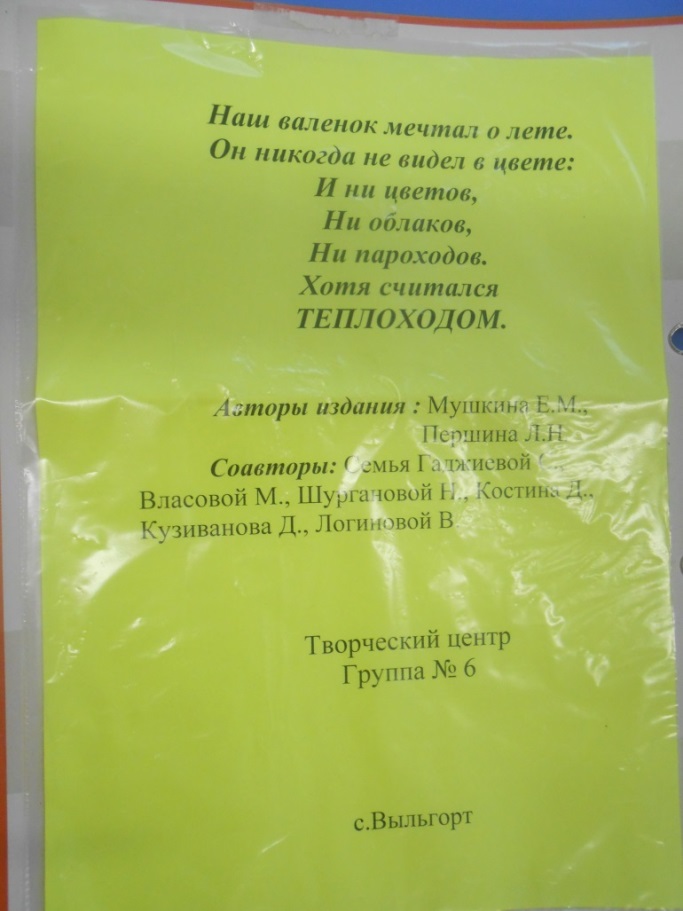 Наш валенок мечтал о лете.
Он никогда не видел в цвете:
И ни цветов,
Ни облаков,
Ни пароходов.
Хотя считался
ТЕПЛОХОДОМ.
Авторы издания : Мушкина Е.М.,
Першина Л.Н
Соавторы: Семья Гаджиевой
Власовой М., Шургановой Н., Костина Д.,
Кузиванова Д., Логиновой В
Творческий центр
Группа № 6
с.Выльгорт